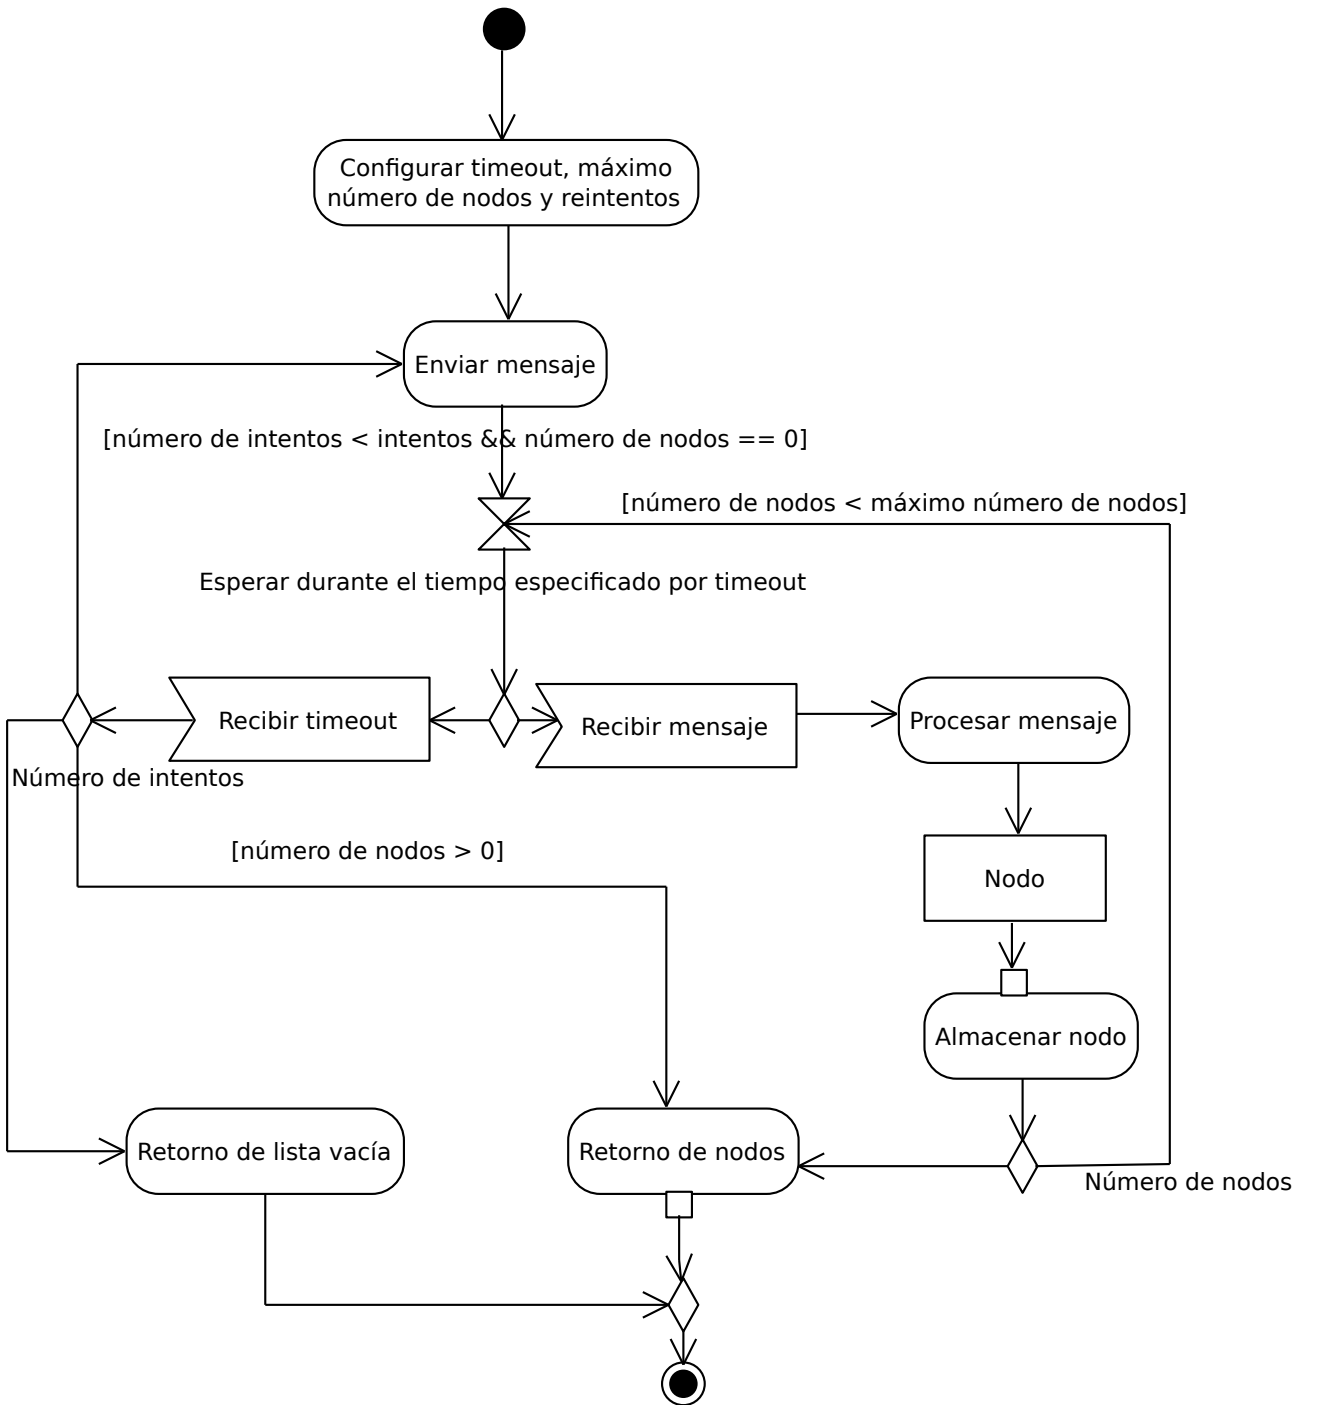 Configurar timeout, máximo
número de nodos y reintentos
Enviar mensaje
[número de intentos < intentos && número de nodos == 0]
[número de nodos < máximo número de nodos]
Esperar durante el tiempo especificado por timeout
Recibir timeout
Recibir mensaje
Procesar mensaje
Número de intentos
[número de nodos > 0]
Nodo
Almacenar nodo
Retorno de lista vacía
Retorno de nodos
Número de nodos